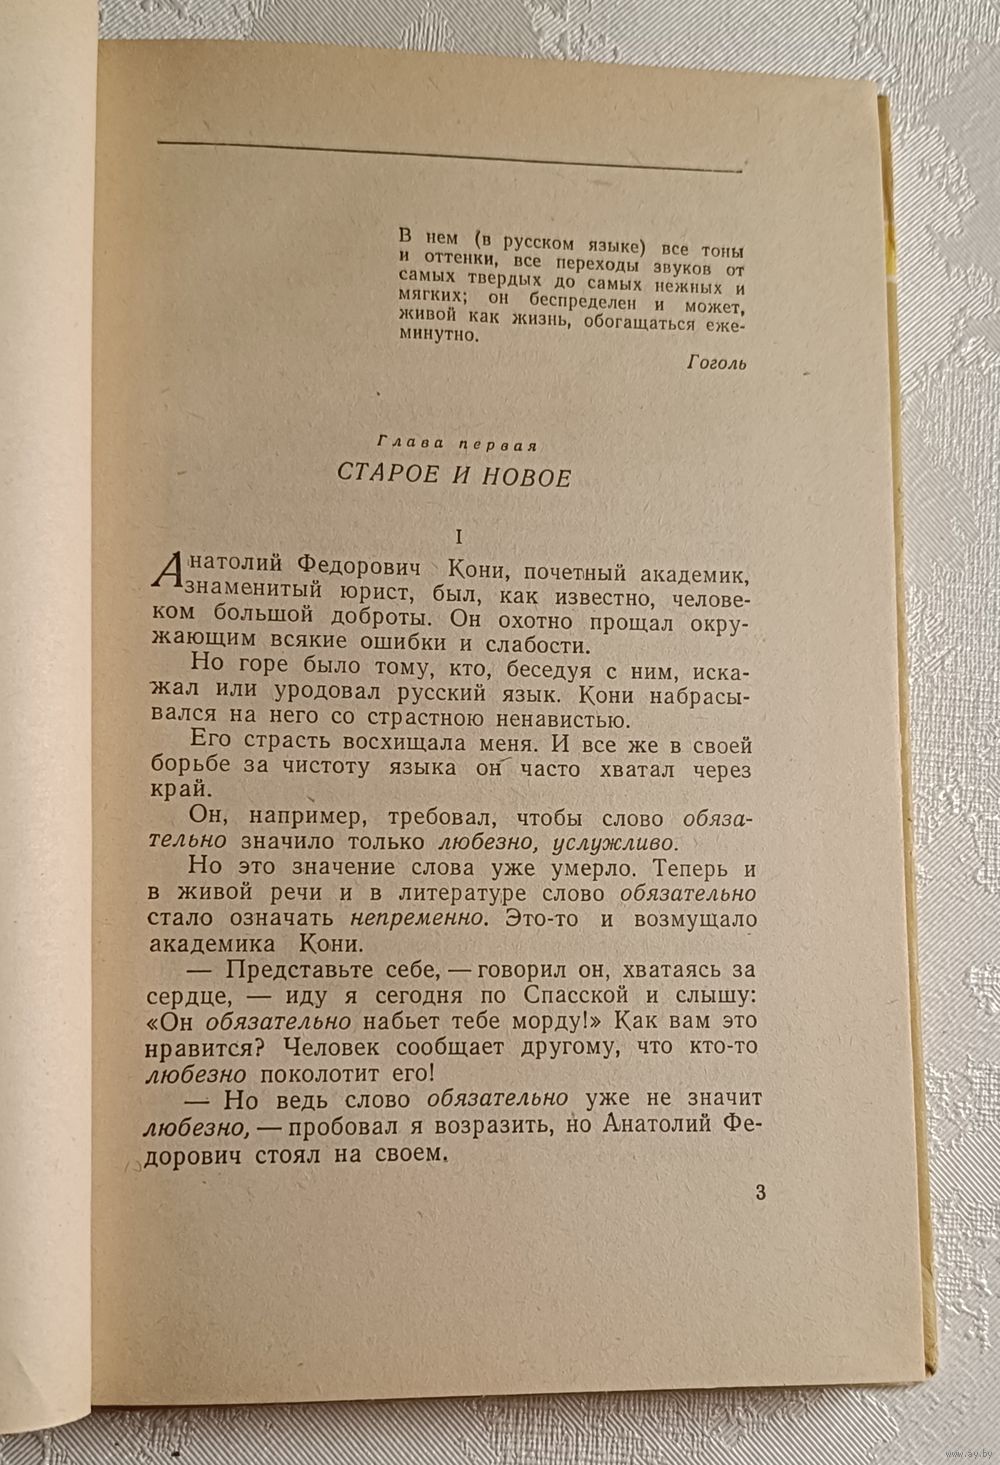 В нем (в русском языке) все тоны
и оттенки, все переходы звуков от
самых твердых до самых нежных и
мягких; он беспределен и может,
живой как жизнь, обогащаться еже-
минутно.
Гоголь
Глава первая
СТАРОЕ И НОВОЕ
I
Анатолий Федорович Кони, почетный академик,
знаменитый юрист, был, как известно, челове-
ком большой доброты. Он охотно прощал окру-
жающим всякие ошибки и слабости.
Но горе было тому, кто, беседуя с ним, иска-
жал или уродовал русский язык. Кони набрасы-
вался на него со страстною ненавистью.
Его страсть восхищала меня. И все же в своей
борьбе за чистоту языка он часто хватал через
край.
Он, например, требовал, чтобы слово обяза-
тельно значило только любезно, услужливо.
Но это значение слова уже умерло. Теперь и
в живой речи и в литературе слово обязательно
стало означать непременно. Это-то и возмущало
академика Кони.
— Представьте себе, — говорил он, хватаясь за
сердце, — иду я сегодня по Спасской и слышу:
«Он обязательно набьет тебе морду!» Как вам это
нравится? Человек сообщает другому, что кто-то
любезно поколотит его!
— Но ведь слово обязательно уже не значит
любезно, — пробовал я возразить, но Анатолий Фе-
дорович стоял на своем.
3
www.ay.by